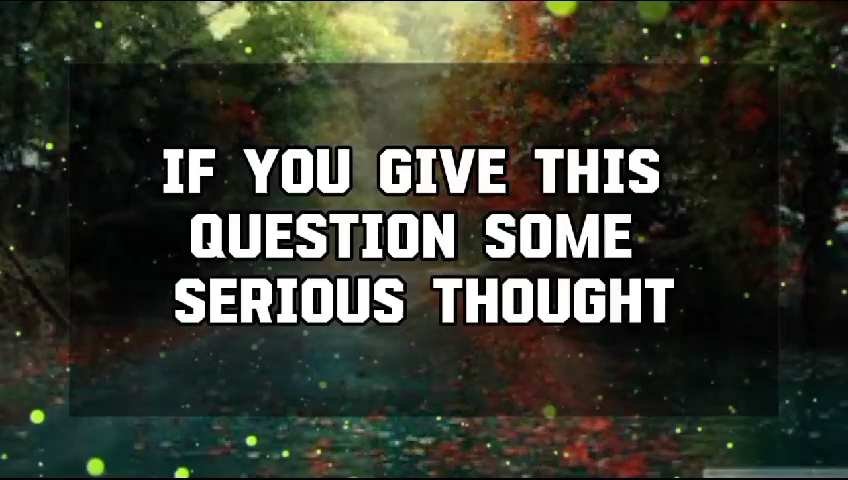 IF YOU GIVE THIS
QUESTION SOME
SERIOUS THOUGHT